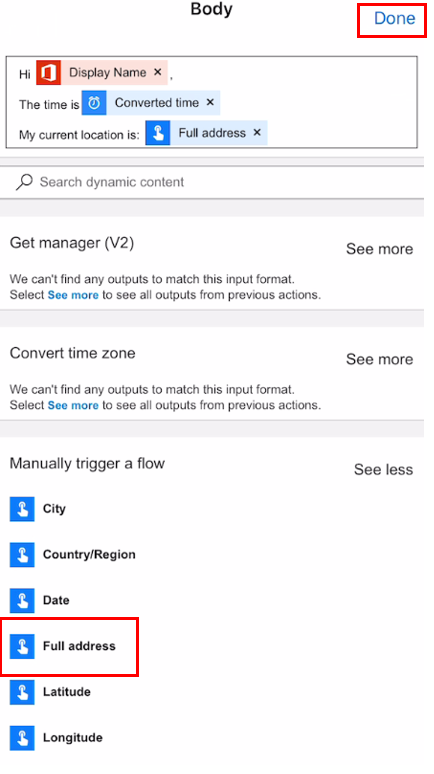 Body
Done
Hi Display Name × ,
The time is Converted time ×
My current location is: Full address ×
Search dynamic content
Get manager (V2)
See more
We can't find any outputs to match this input format.
Select See more to see all outputs from previous actions.
Convert time zone
See more
We can't find any outputs to match this input format.
Select See more to see all outputs from previous actions.
Manually trigger a flow
See less
City
Country/Region
Date
Full address
Latitude
Longitude